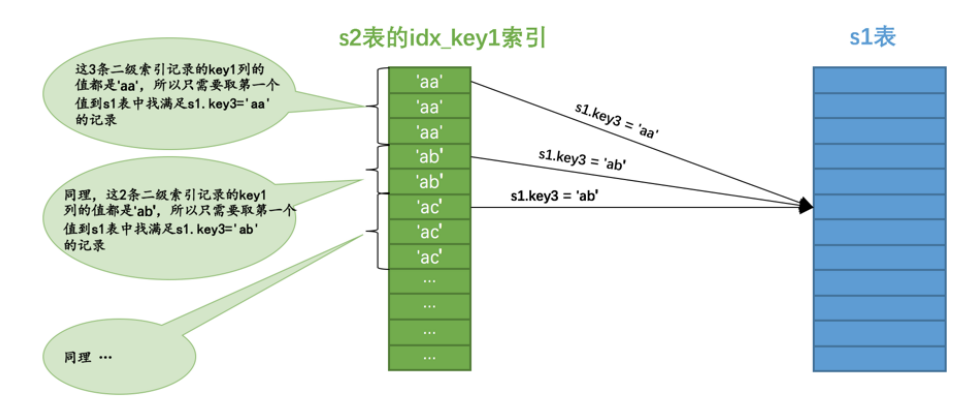 s2表的idx_key1索引
s1表
这3条二级索引记录的key1列的
值都是'aa'，所以只需要取第一个
值到s1表中找满足s1.key3='aa'
的记录
同理，这2条二级索引记录的key1
列的值都是'ab'，所以只需要取第一个
值到s1表中找满足s1.key3='ab'
的记录
同理 …
'aa'
'aa'
'aa'
'ab'
'ab'
'ac'
'ac'
'ac'
…
…
…
…
s1.key3 = 'aa'
s1.key3 = 'ab'
s1.key3 = 'ab'